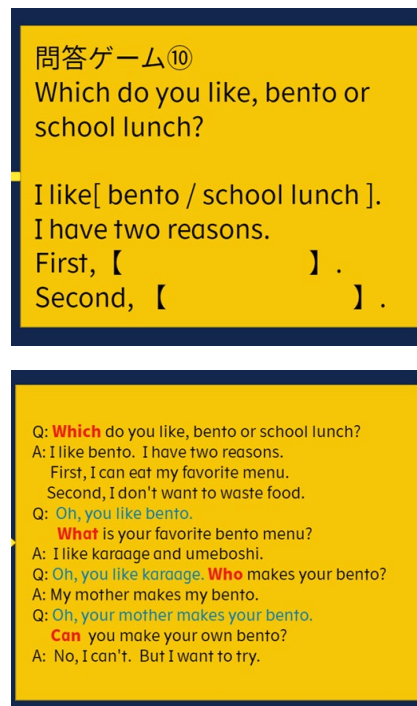 問答ゲーム⑩
Which do you like, bento or
school lunch?
I like[ bento / school lunch ].
I have two reasons.
First,【　　　　　　】.
Second, 【　　　　　　】.
Q: Which do you like, bento or school lunch?
A: I like bento. I have two reasons.
First, I can eat my favorite menu.
Second, I don't want to waste food.
Q: Oh, you like bento.
What is your favorite bento menu?
A: I like karaage and umeboshi.
Q: Oh, you like karaage. Who makes your bento?
A: My mother makes my bento.
Q: Oh, your mother makes your bento.
Can you make your own bento?
A: No, I can't. But I want to try.